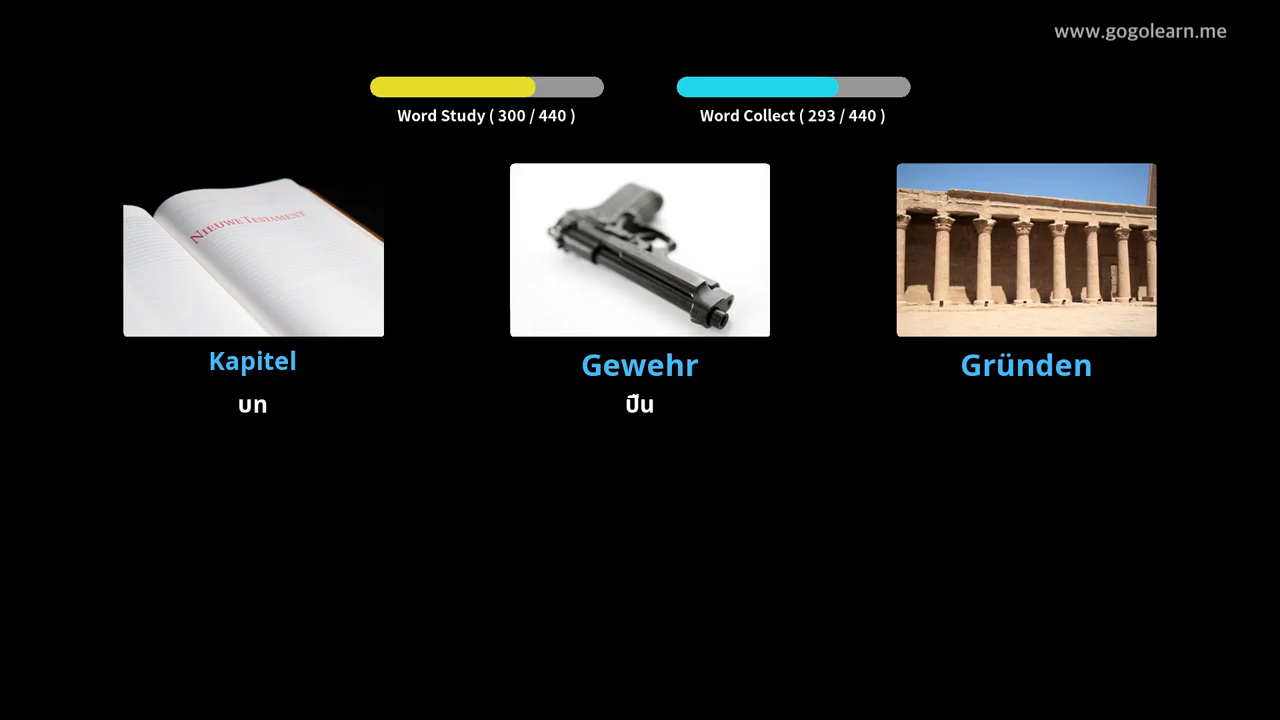 www.gogolearn.me
Word Study ( 300 / 440 )
Word Collect ( 293 / 440 )
NIEUWE TESTAMENT
Kapitel
Gewehr
Gründen
บท
ปืน